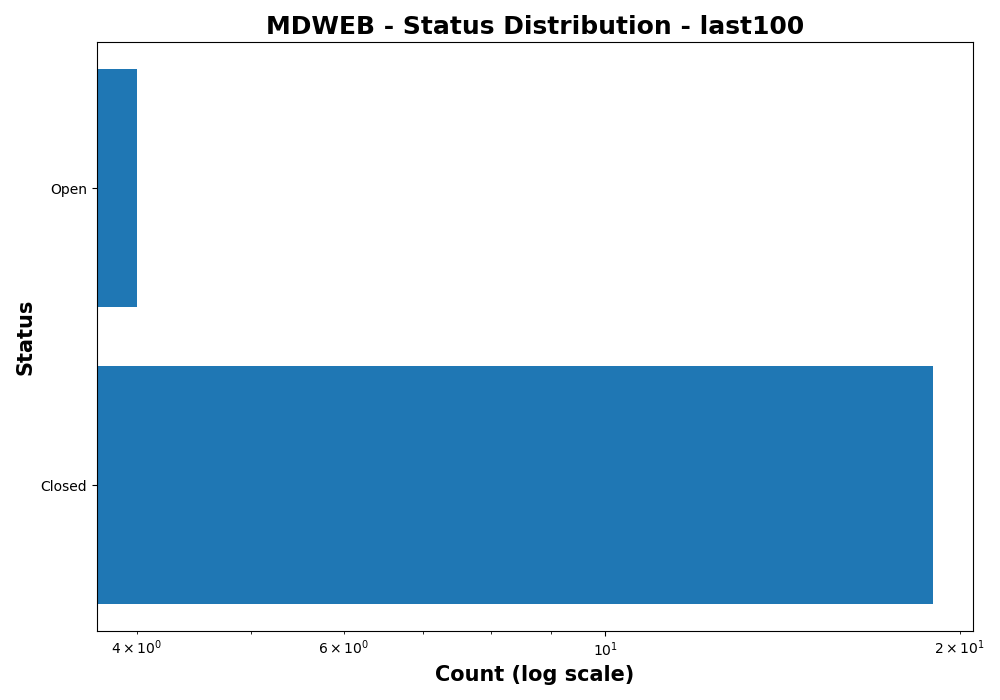 MDWEB - Status Distribution - last100
Status
Open
Closed
4 × 10⁰
6 × 10⁰
10¹
2 × 10¹
Count (log scale)